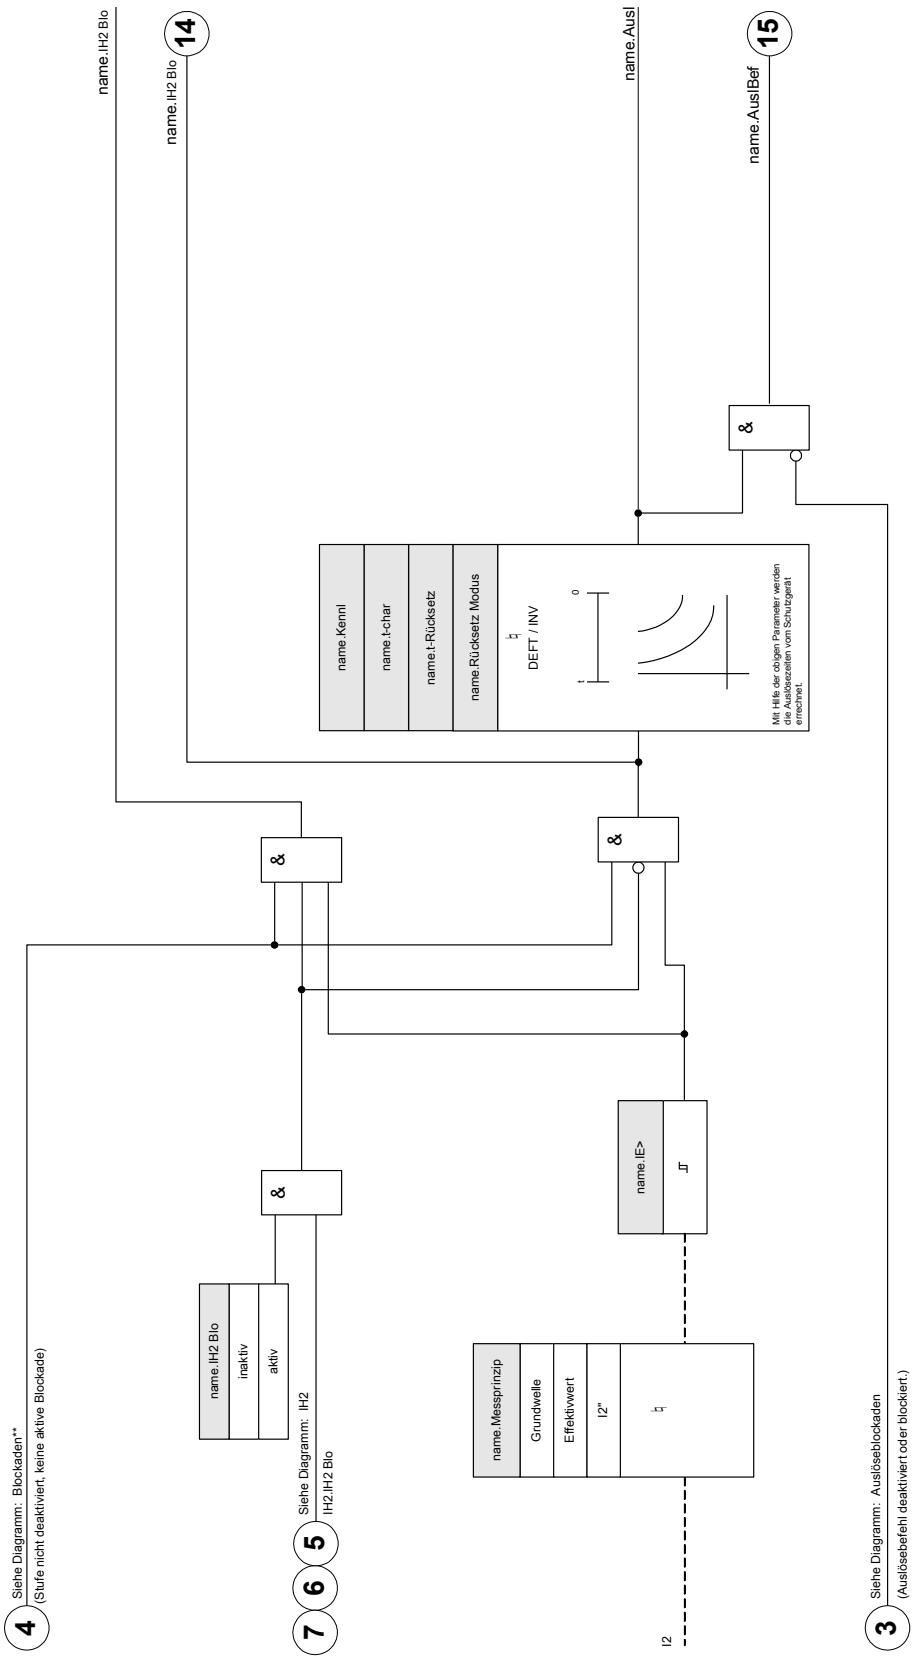 4
Siehe Diagramm: Blockaden**
(Stufe nicht deaktiviert, keine aktive Blockade)
7
6
5
Siehe Diagramm: IH2
IH2.IH2 Blo
name.IH2 Blo
inaktiv
aktiv
&
&
name.IH2 Blo
name.IH2 Blo
14
I2
name.Messprinzip
Grundwelle
Effektivwert
I2"
name.IE>
&
name.Kennl
name.t-char
name.t-Rücksetz
name.Rücksetz Modus
DEFT / INV
t
0
Mit Hilfe der obigen Parameter werden
die Auslösezeiten vom Schutzgerät
errechnet.
name.Ausl
&
name.AuslBef
15
3
Siehe Diagramm: Auslöseblockaden
(Auslösebefehl deaktiviert oder blockiert.)